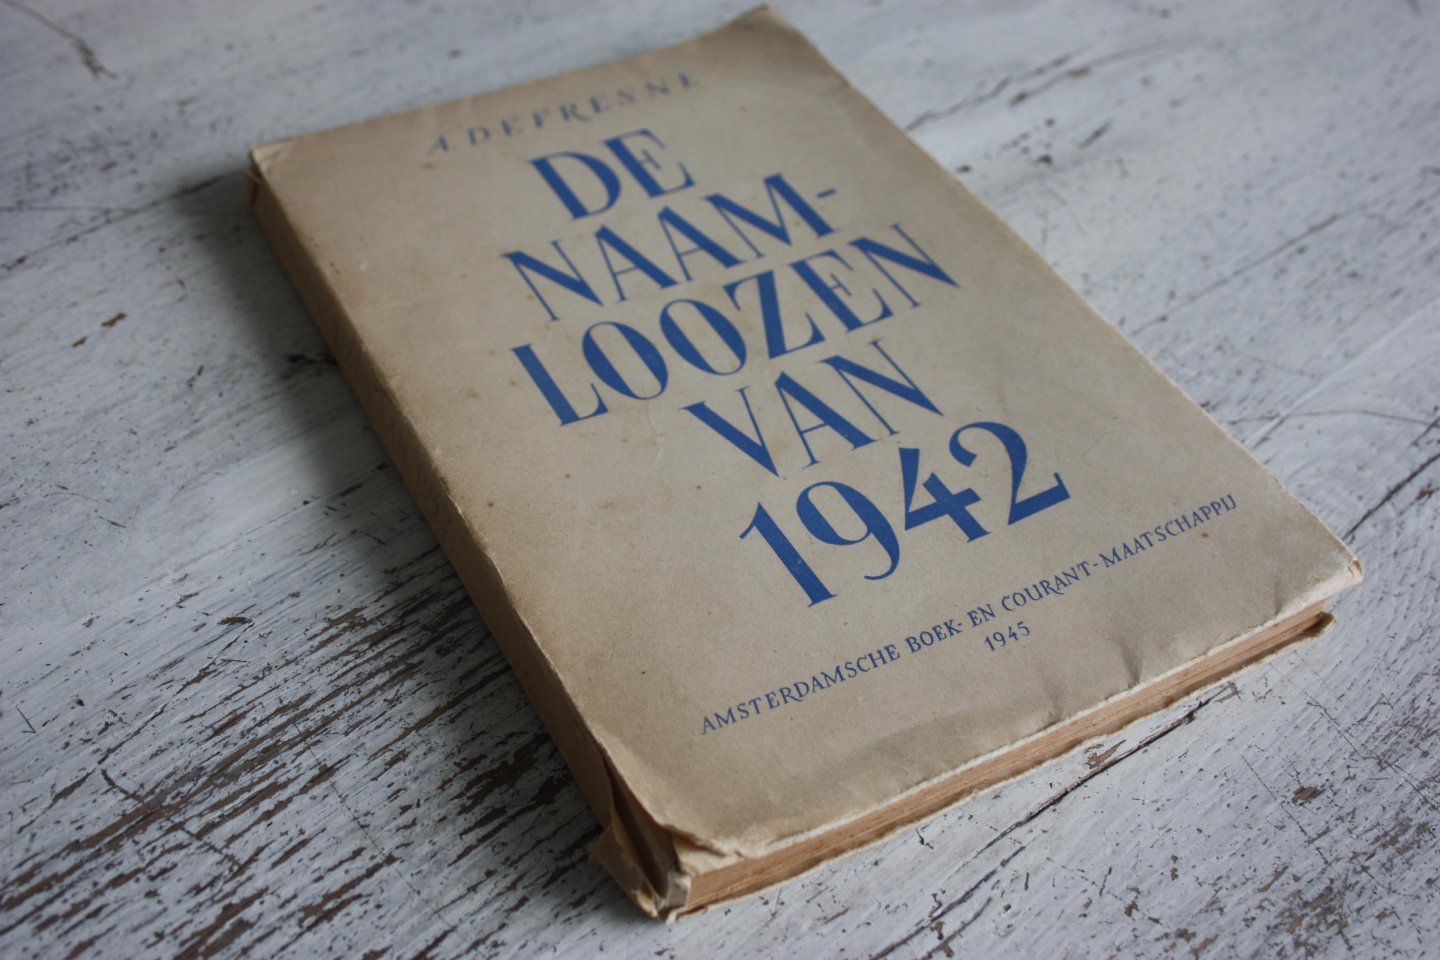 A. DEFRESNE
DE
NAAM-
LOOZEN
VAN
1942
AMSTERDAMSCHE BOEK- EN COURANT-MAATSCHAPPIJ
1945